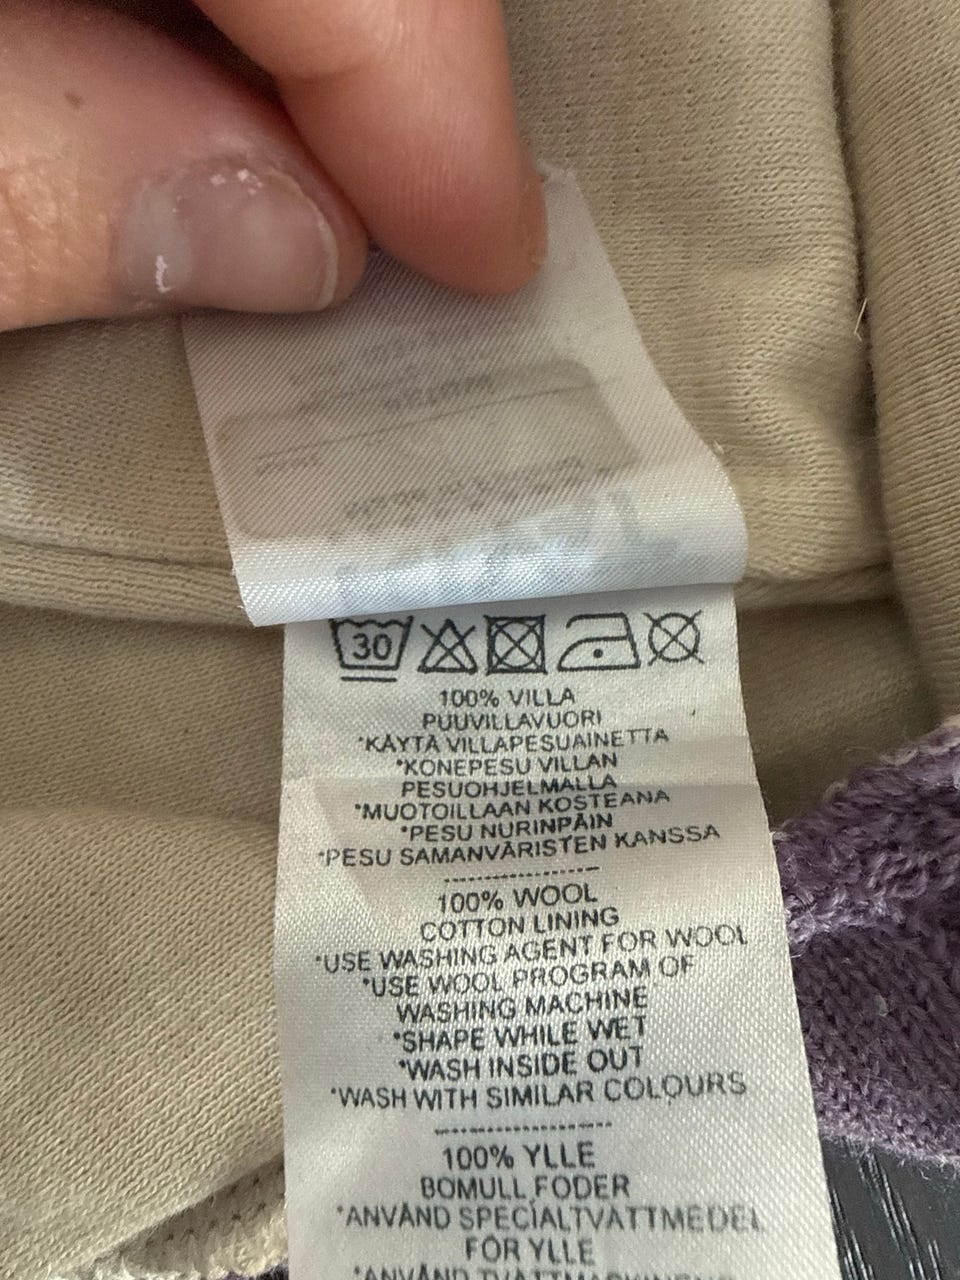 30
100% VILLA
PUUVILLAVUORI
*KÄYTÄ VILLAPESUAINETTA
*KONEPESU VILLAN
PESUOHJELMALLA
*MUOTOILLAAN KOSTEANA
*PESU NURINPÄIN
*PESU SAMANVÄRISTEN KANSSA
100% WOOL
COTTON LINING
*USE WASHING AGENT FOR WOOL
*USE WOOL PROGRAM OF
WASHING MACHINE
*SHAPE WHILE WET
*WASH INSIDE OUT
*WASH WITH SIMILAR COLOURS
100% YLLE
BOMULL FODER
*ANVÄND SPECIALTVATTMEDEL
FÖR YLLE